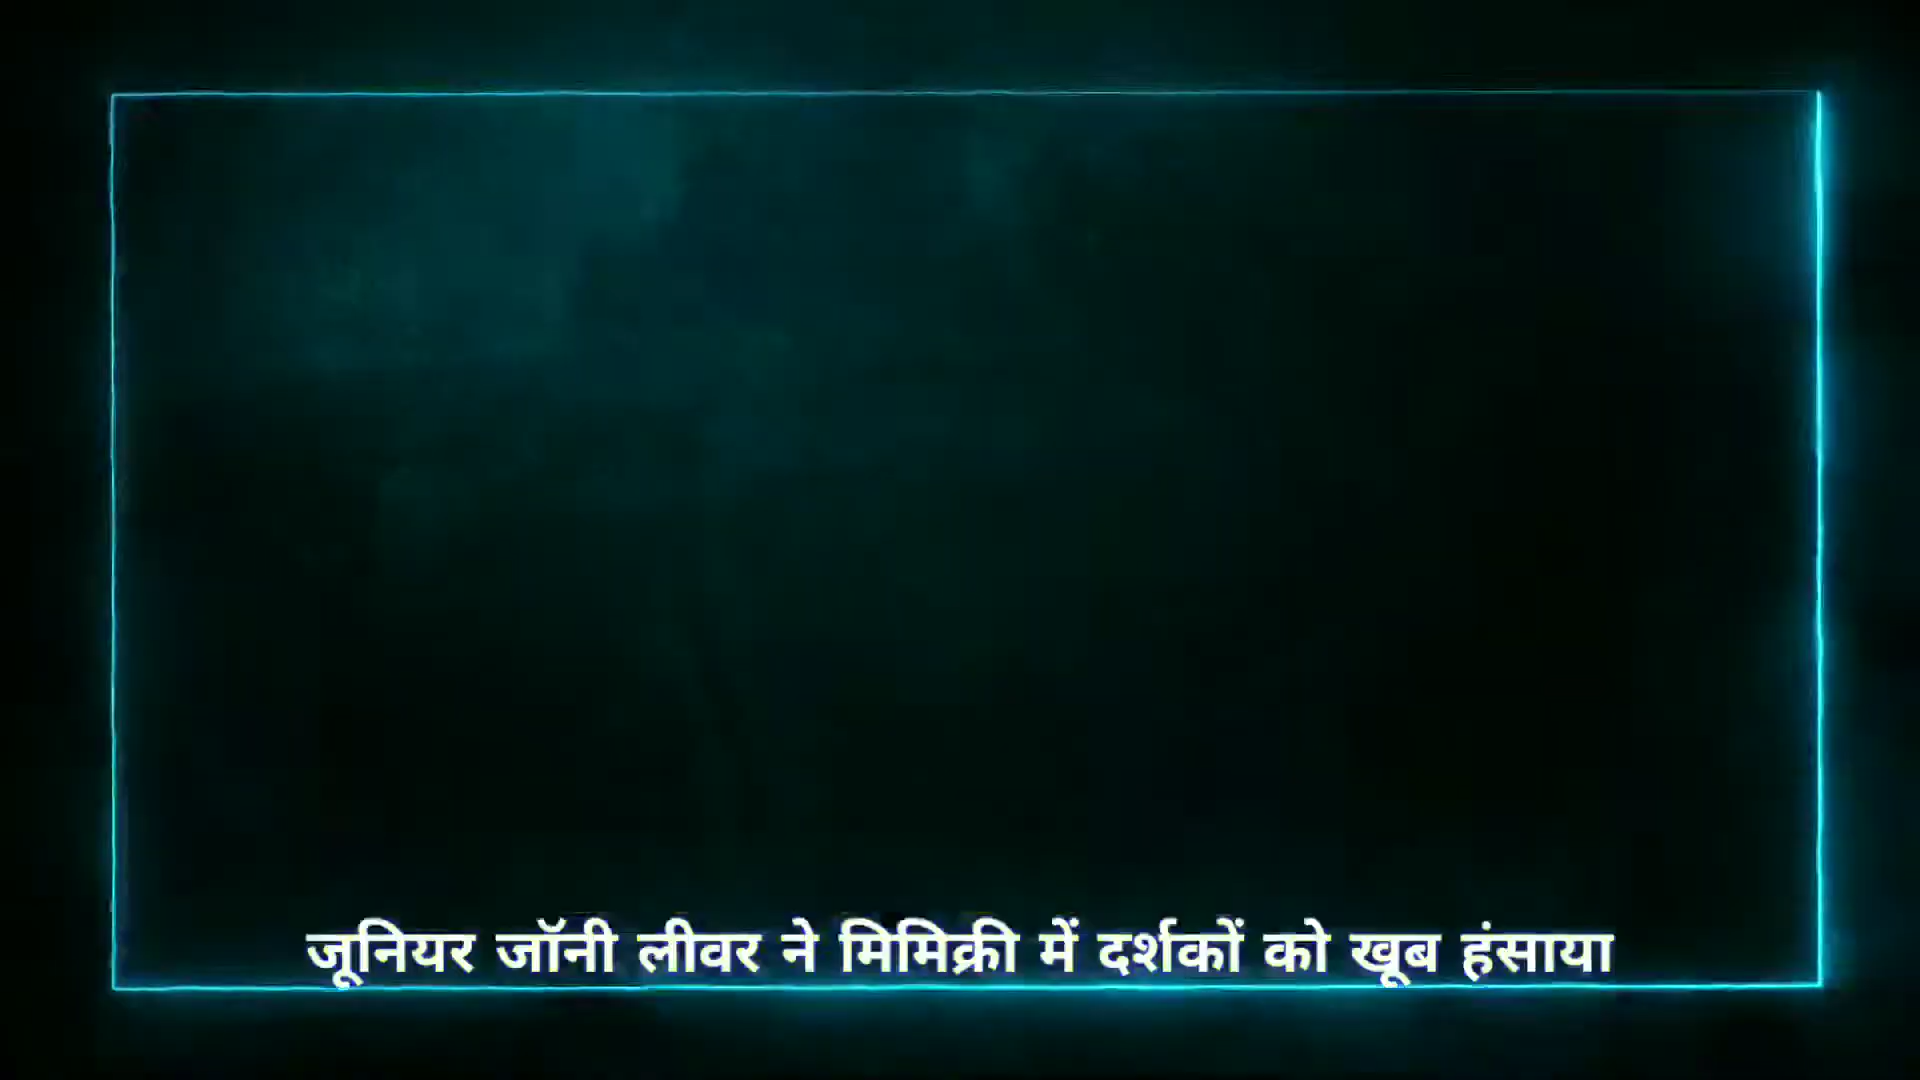 जूनियर जॉनी लीवर ने मिमिक्री में दर्शकों को खूब हंसाया